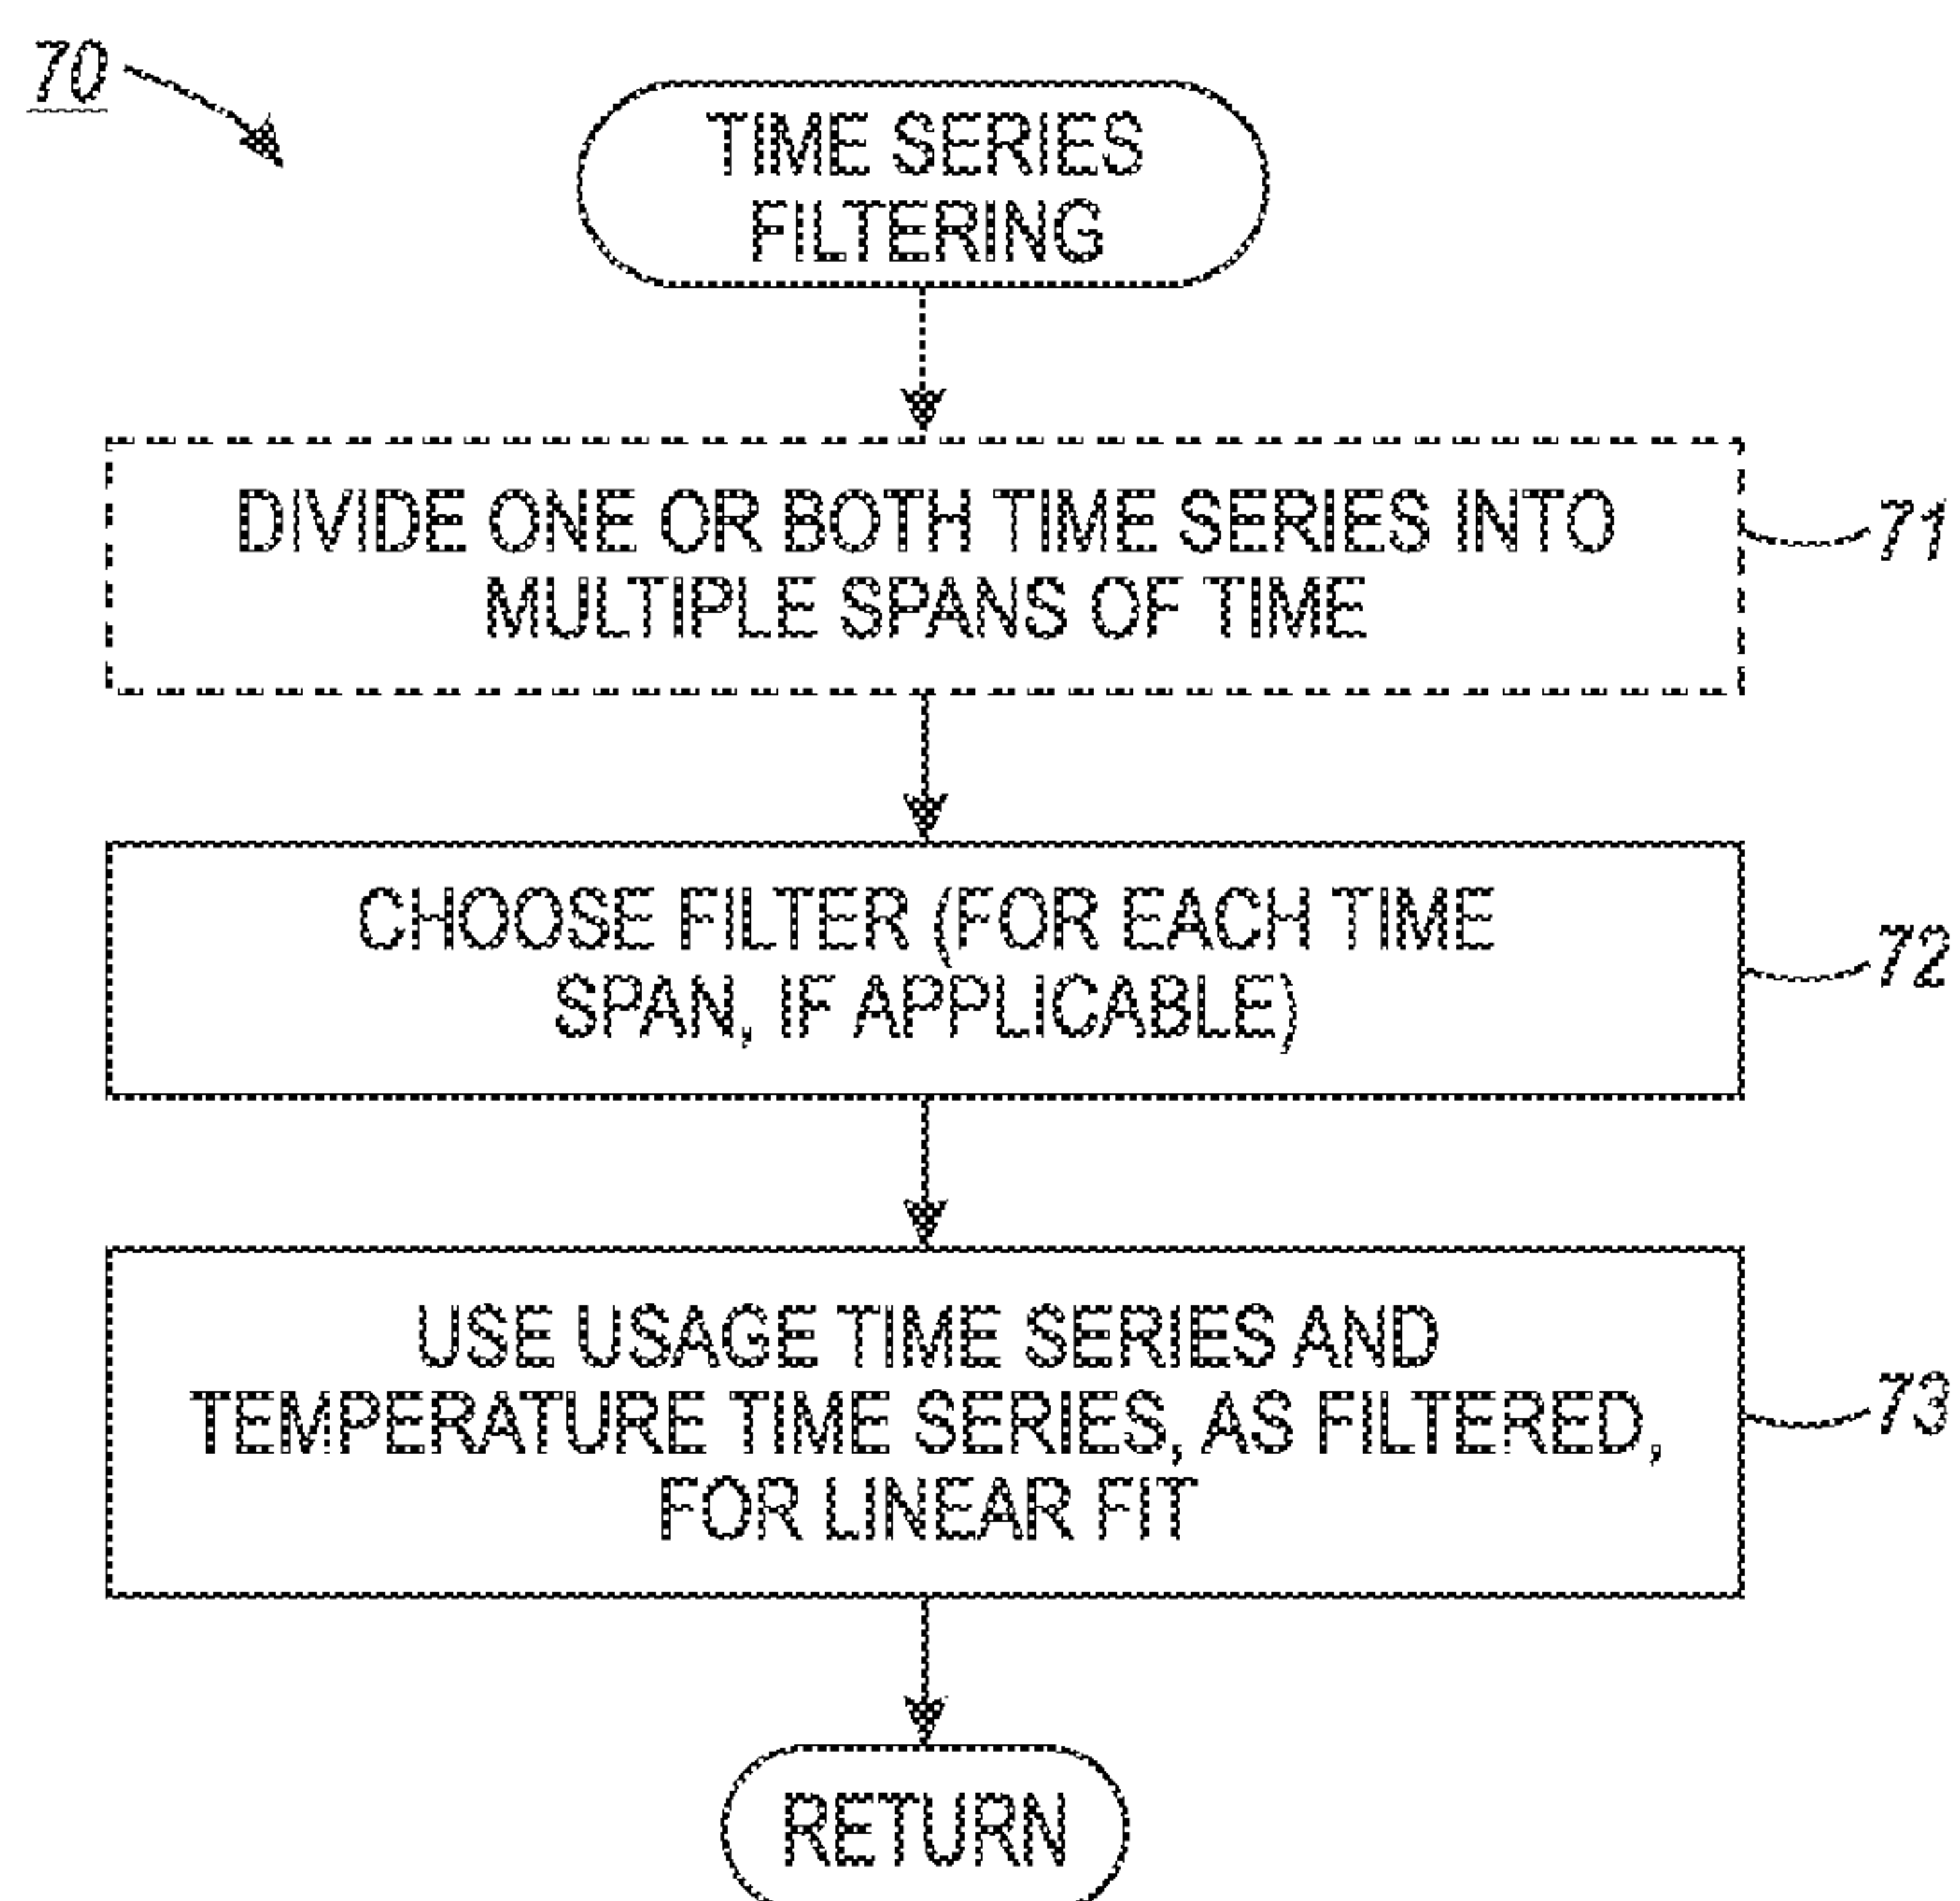 70
TIME SERIES
FILTERING
DIVIDE ONE OR BOTH TIME SERIES INTO
MULTIPLE SPANS OF TIME
71
CHOOSE FILTER (FOR EACH TIME
SPAN, IF APPLICABLE)
72
USE USAGE TIME SERIES AND
TEMPERATURE TIME SERIES, AS FILTERED,
FOR LINEAR FIT
73
RETURN